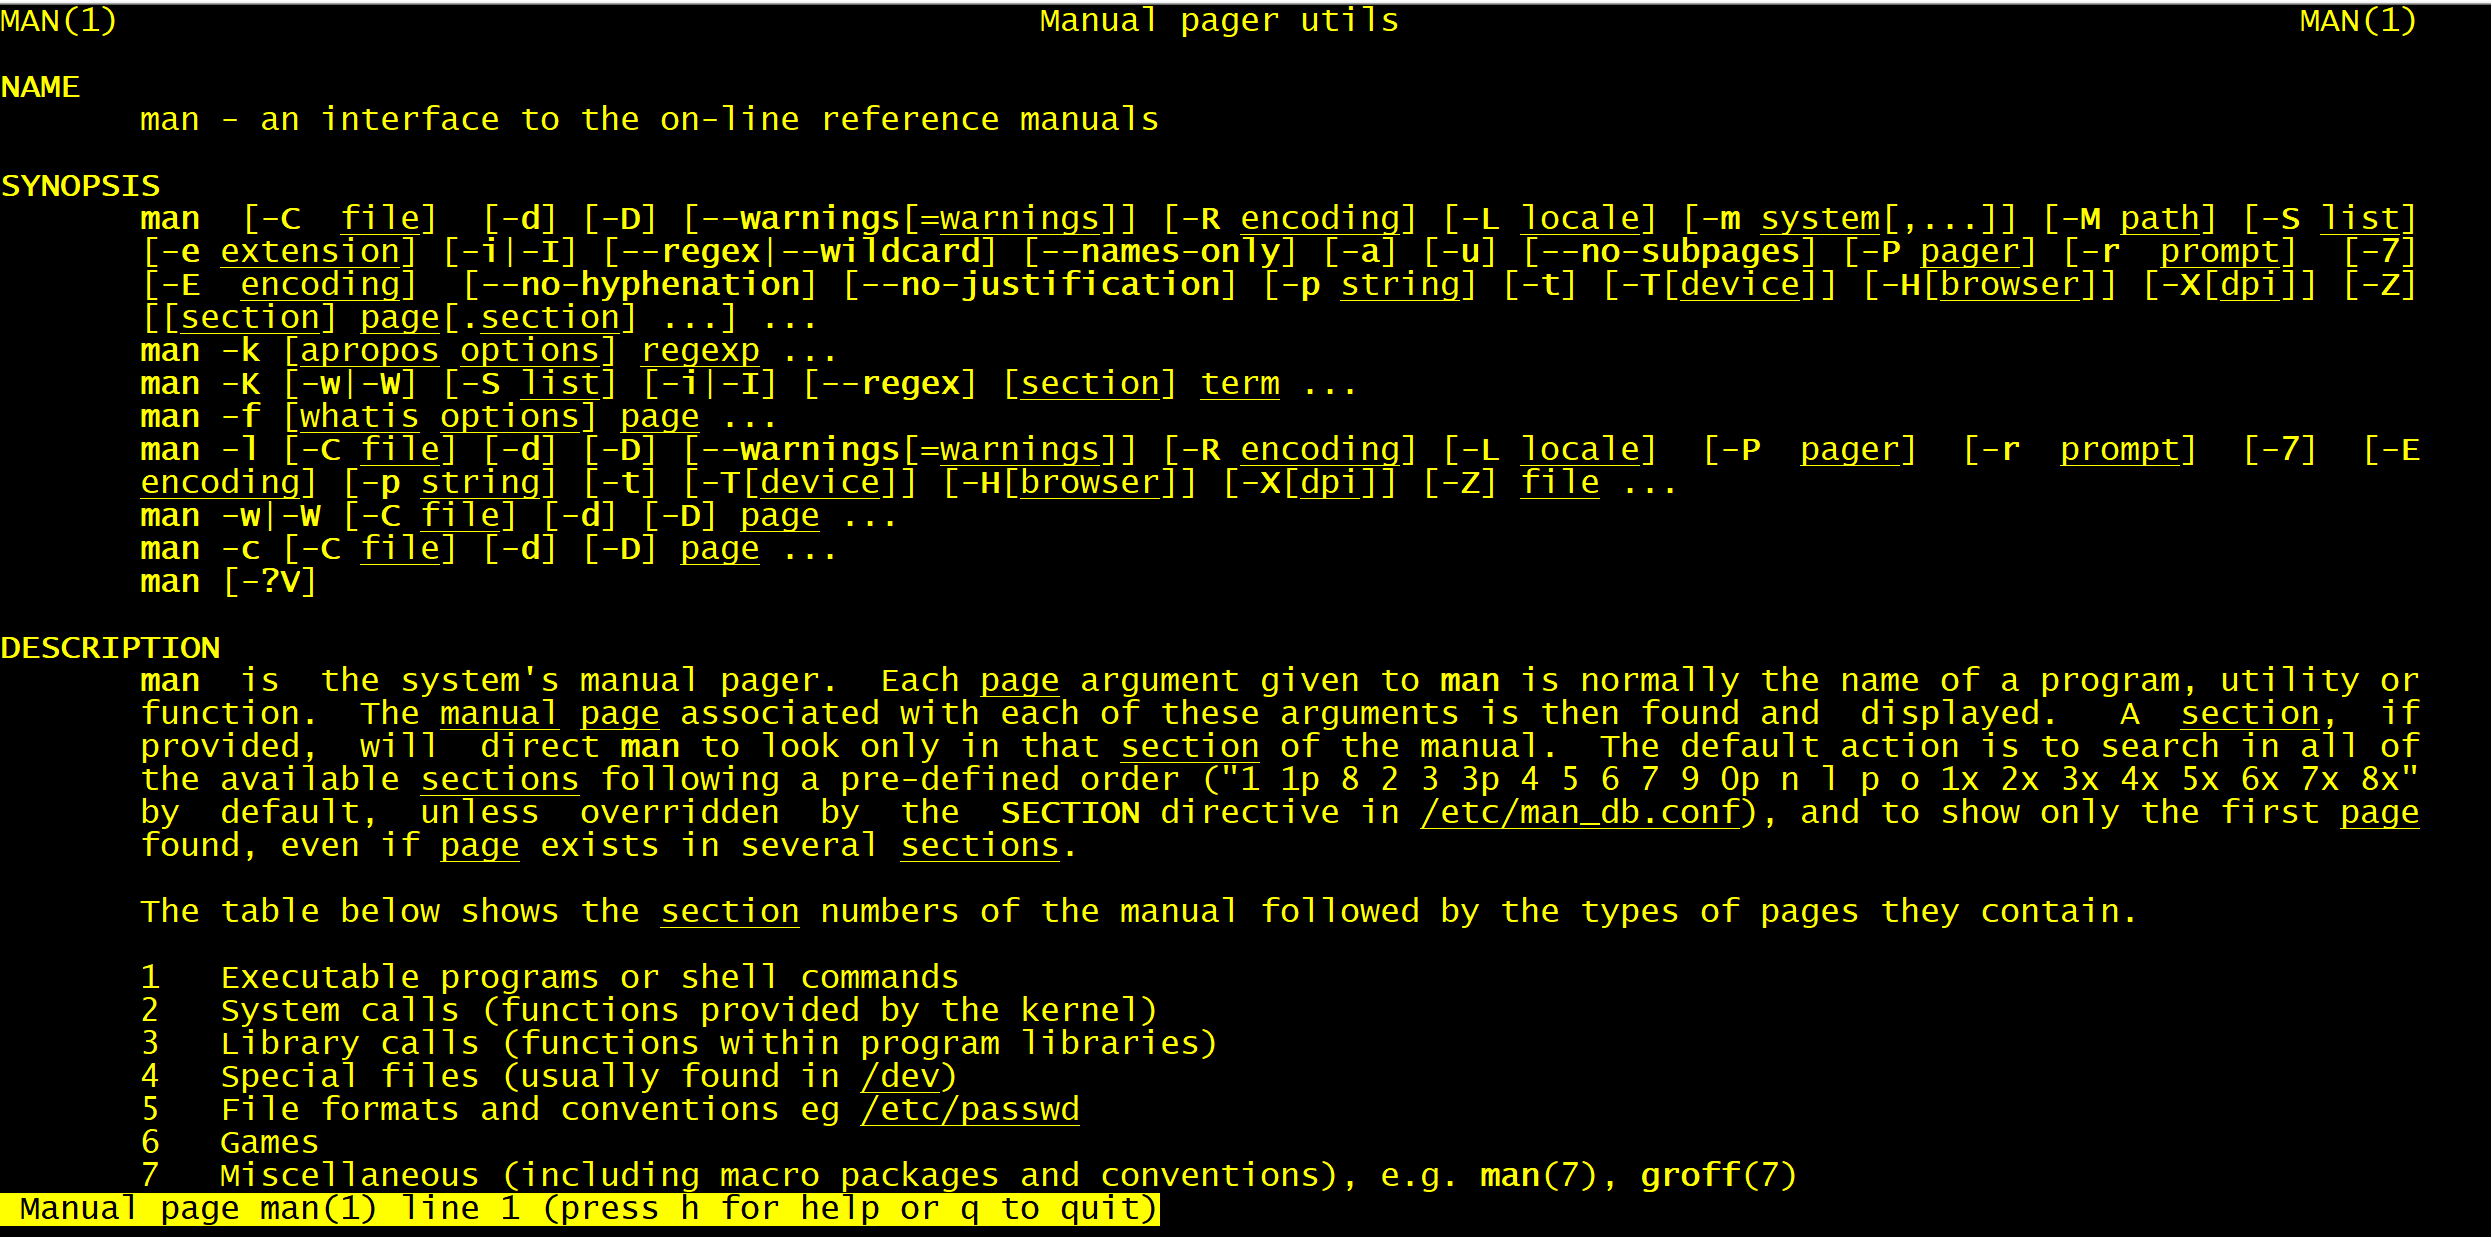 MAN(1) Manual pager utils MAN(1)
NAME
man - an interface to the on-line reference manuals
SYNOPSIS
man [-C file] [-d] [-D] [--warnings[=warnings]] [-R encoding] [-L locale] [-m system[,...]] [-M path] [-S list]
[-e extension] [-i|-I] [--regex|--wildcard] [--names-only] [-a] [-u] [--no-subpages] [-P pager] [-r prompt] [-7]
[-E encoding] [--no-hyphenation] [--no-justification] [-p string] [-t] [-T[device]] [-H[browser]] [-X[dpi]] [-Z]
[[section] page[.section] ...] ...
man -k [apropos options] regexp ...
man -K [-w|-W] [-S list] [-i|-I] [--regex] [section] term ...
man -f [whatis options] page ...
man -l [-C file] [-d] [-D] [--warnings[=warnings]] [-R encoding] [-L locale] [-P pager] [-r prompt] [-7] [-E
encoding] [-p string] [-t] [-T[device]] [-H[browser]] [-X[dpi]] [-Z] file ...
man -w|-W [-C file] [-d] [-D] page ...
man -c [-C file] [-d] [-D] page ...
man [-?V]
DESCRIPTION
man is the system's manual pager. Each page argument given to man is normally the name of a program, utility or
function. The manual page associated with each of these arguments is then found and displayed. A section, if
provided, will direct man to look only in that section of the manual. The default action is to search in all of
the available sections following a pre-defined order ("1 1p 8 2 3 3p 4 5 6 7 9 0p n l p o 1x 2x 3x 4x 5x 6x 7x 8x"
by default, unless overridden by the SECTION directive in /etc/man_db.conf), and to show only the first page
found, even if page exists in several sections.
The table below shows the section numbers of the manual followed by the types of pages they contain.
1 Executable programs or shell commands
2 System calls (functions provided by the kernel)
3 Library calls (functions within program libraries)
4 Special files (usually found in /dev)
5 File formats and conventions eg /etc/passwd
6 Games
7 Miscellaneous (including macro packages and conventions), e.g. man(7), groff(7)
Manual page man(1) line 1 (press h for help or q to quit)